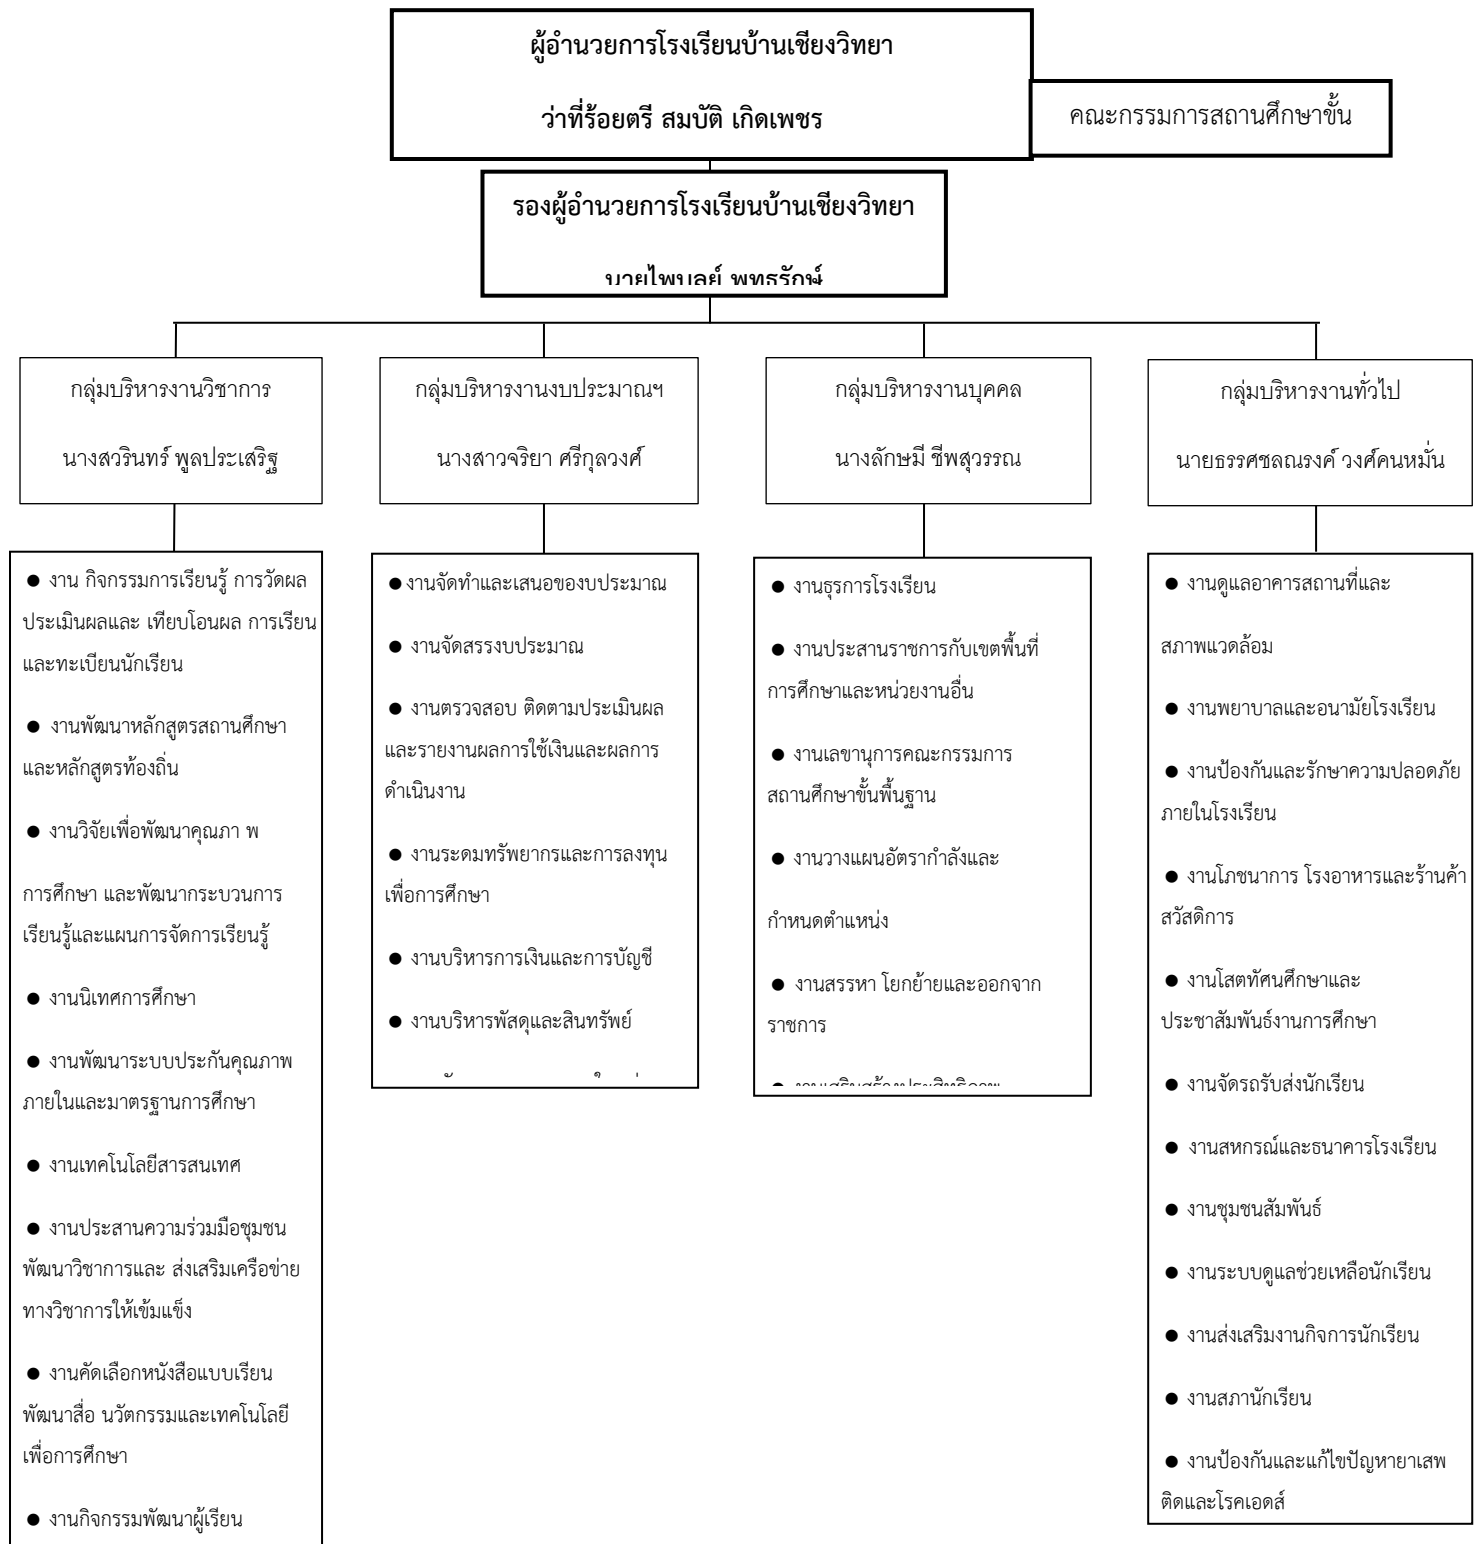 ผู้อำนวยการโรงเรียนบ้านเชียงวิทยา
ว่าที่ร้อยตรี สมบัติ เกิดเพชร
คณะกรรมการสถานศึกษาขั้น
รองผู้อำนวยการโรงเรียนบ้านเชียงวิทยา
กลุ่มบริหารงานวิชาการ
นางสวรินทร์ พูลประเสริฐ
กลุ่มบริหารงานงบประมาณฯ
นางสาวจริยา ศรีกุลวงศ์
กลุ่มบริหารงานบุคคล
นางลักษมี ชีพสุวรรณ
กลุ่มบริหารงานทั่วไป
นายธรรศชลณรงค์ วงศ์คนหมั่น
● งาน กิจกรรมการเรียนรู้ การวัดผล
ประเมินผลและ เทียบโอนผล การเรียน
และทะเบียนนักเรียน
● งานพัฒนาหลักสูตรสถานศึกษา
และหลักสูตรท้องถิ่น
● งานวิจัยเพื่อพัฒนาคุณภา พ
การศึกษา และพัฒนากระบวนการ
เรียนรู้และแผนการจัดการเรียนรู้
● งานนิเทศการศึกษา
● งานพัฒนาระบบประกันคุณภาพ
ภายในและมาตรฐานการศึกษา
● งานเทคโนโลยีสารสนเทศ
● งานประสานความร่วมมือชุมชน
พัฒนาวิชาการและ ส่งเสริมเครือข่าย
ทางวิชาการให้เข้มแข็ง
● งานคัดเลือกหนังสือแบบเรียน
พัฒนาสื่อ นวัตกรรมและเทคโนโลยี
เพื่อการศึกษา
● งานกิจกรรมพัฒนาผู้เรียน
●งานจัดทำและเสนอของบประมาณ
● งานจัดสรรงบประมาณ
● งานตรวจสอบ ติดตามประเมินผล
และรายงานผลการใช้เงินและผลการ
ดำเนินงาน
● งานระดมทรัพยากรและการลงทุน
เพื่อการศึกษา
● งานบริหารการเงินและการบัญชี
● งานบริหารพัสดุและสินทรัพย์
● งานธุรการโรงเรียน
● งานประสานราชการกับเขตพื้นที่
การศึกษาและหน่วยงานอื่น
● งานเลขานุการคณะกรรมการ
สถานศึกษาขั้นพื้นฐาน
● งานวางแผนอัตรากำลังและ
กำหนดตำแหน่ง
● งานสรรหา โยกย้ายและออกจาก
ราชการ
● งานเสริมสร้างประสิทธิภาพ
● งานดูแลอาคารสถานที่และ
สภาพแวดล้อม
● งานพยาบาลและอนามัยโรงเรียน
● งานป้องกันและรักษาความปลอดภัย
ภายในโรงเรียน
● งานโภชนาการ โรงอาหารและร้านค้า
สวัสดิการ
● งานโสตทัศนศึกษาและ
ประชาสัมพันธ์งานการศึกษา
● งานจัดรถรับส่งนักเรียน
● งานสหกรณ์และธนาคารโรงเรียน
● งานชุมชนสัมพันธ์
● งานระบบดูแลช่วยเหลือนักเรียน
● งานส่งเสริมงานกิจการนักเรียน
● งานสภานักเรียน
● งานป้องกันและแก้ไขปัญหายาเสพ
ติดและโรคเอดส์